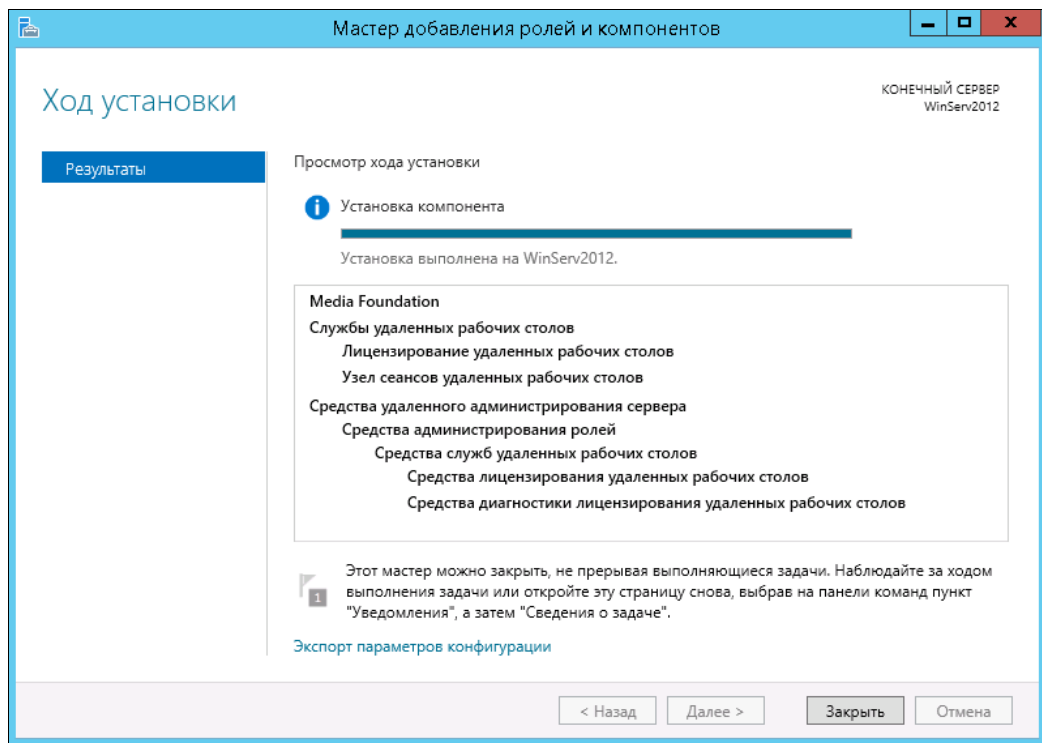 Мастер добавления ролей и компонентов
Ход установки
КОНЕЧНЫЙ СЕРВЕР
WinServ2012
Результаты
Просмотр хода установки
Установка компонента
Установка выполнена на WinServ2012.
Media Foundation
Службы удаленных рабочих столов
Лицензирование удаленных рабочих столов
Узел сеансов удаленных рабочих столов
Средства удаленного администрирования сервера
Средства администрирования ролей
Средства служб удаленных рабочих столов
Средства лицензирования удаленных рабочих столов
Средства диагностики лицензирования удаленных рабочих столов
1
Этот мастер можно закрыть, не прерывая выполняющиеся задачи. Наблюдайте за ходом
выполнения задачи или откройте эту страницу снова, выбрав на панели команд пункт
"Уведомления", а затем "Сведения о задаче".
Экспорт параметров конфигурации
< Назад
Далее >
Закрыть
Отмена